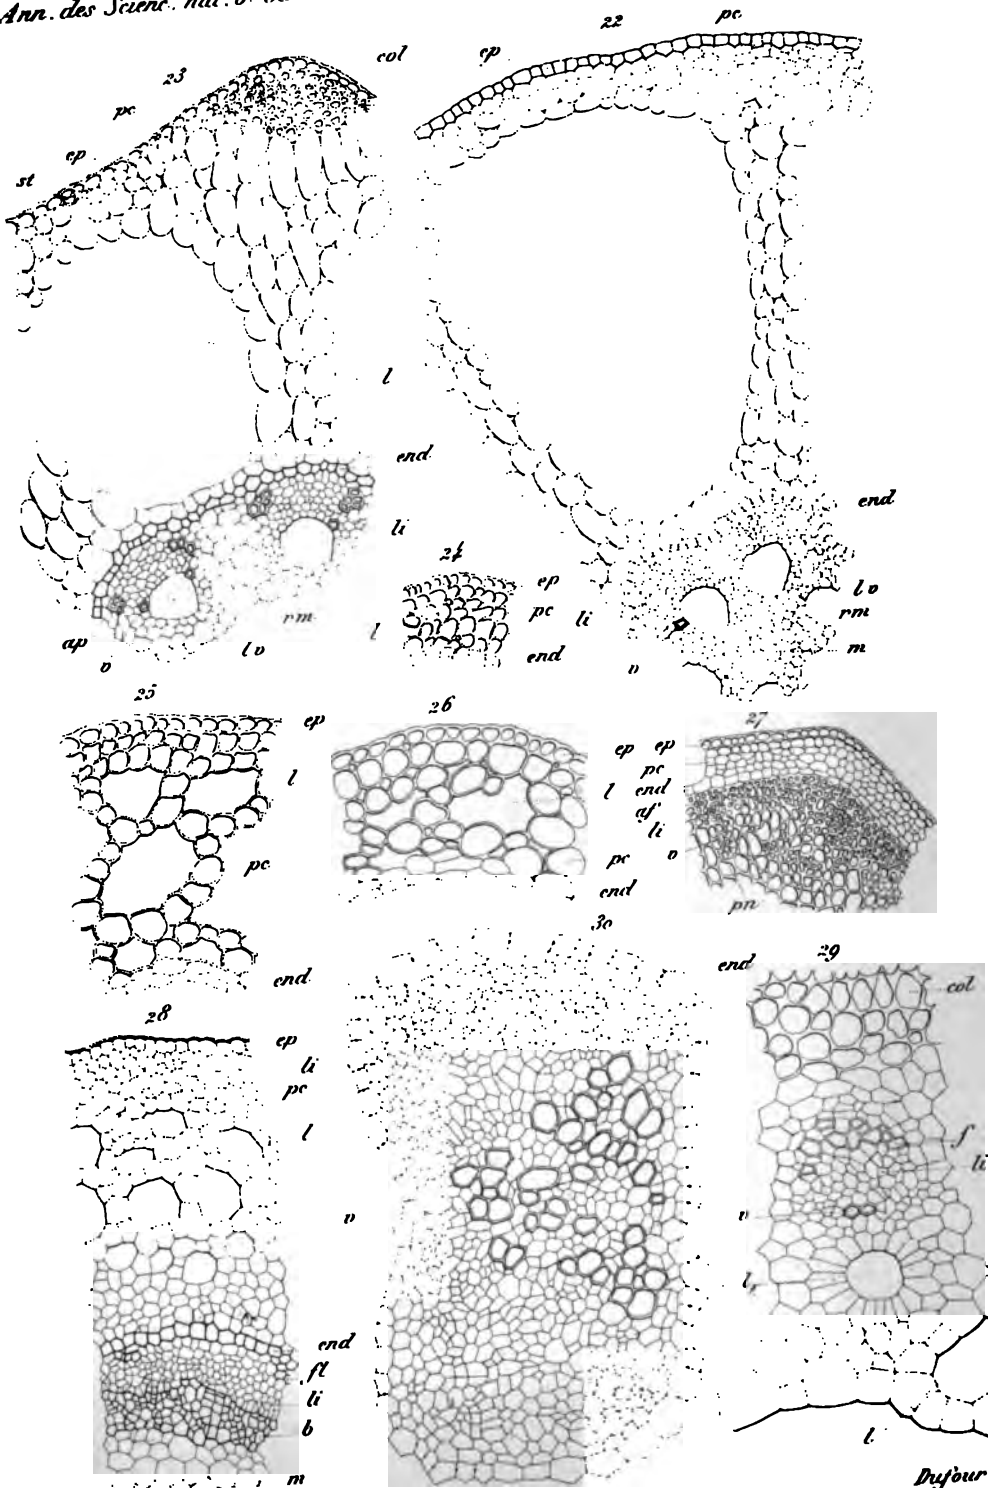 Ann. des Scienc. nat.
22
pc
ep
23
col
pc
ep
st
l
end
li
end
24
ep
pc
li
l
end
rm
ap
v
lv
lv
rm
m
v
25
ep
l
pc
end
26
ep
l
pc
end
27
ep
pc
end
af
li
v
pn
28
ep
li
pc
l
end
li
b
m
30
end
v
29
col
f
li
v
l
l.
Dufour